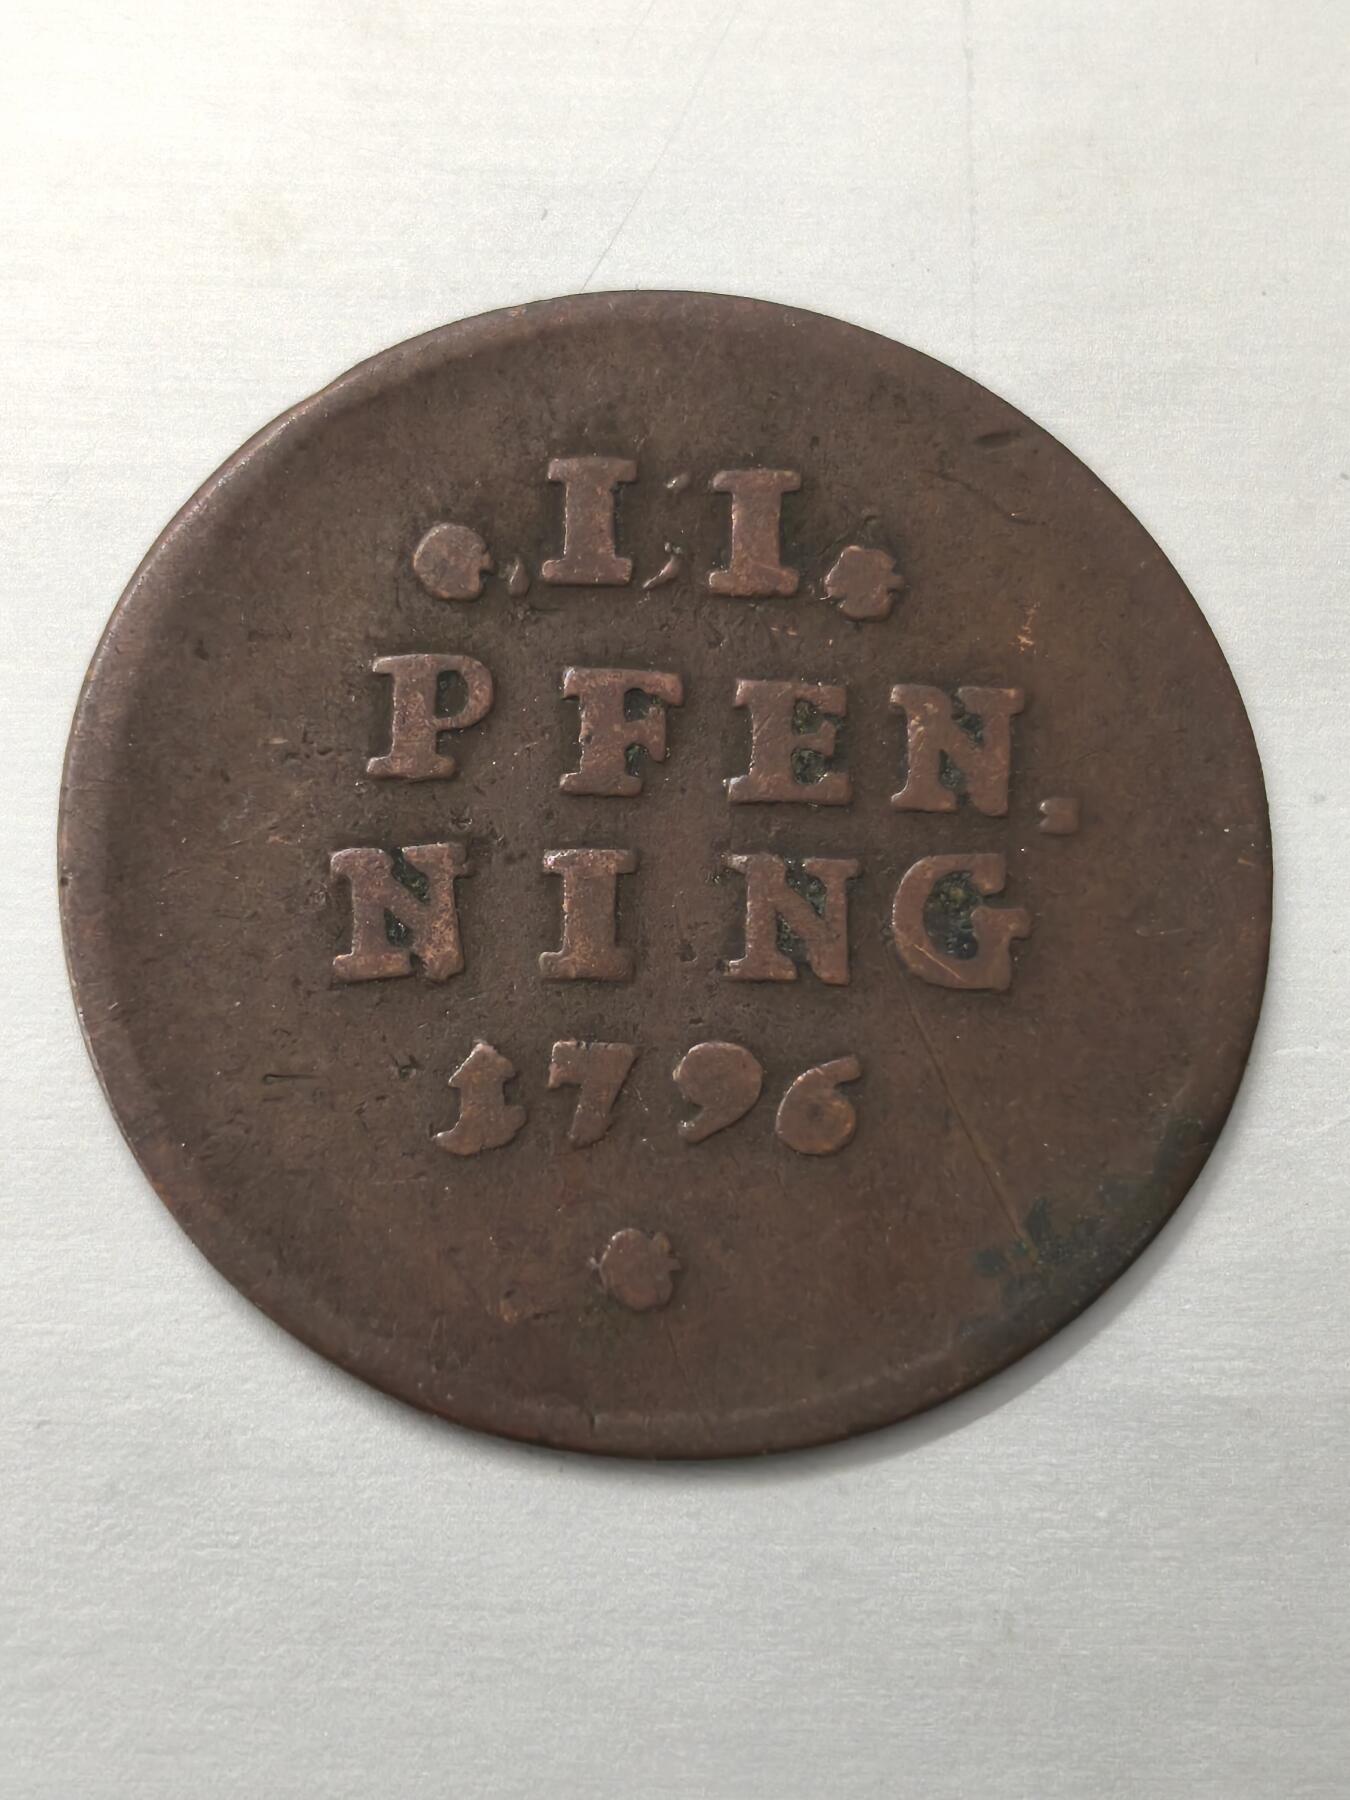 .II.
PFEN.
NING
1796